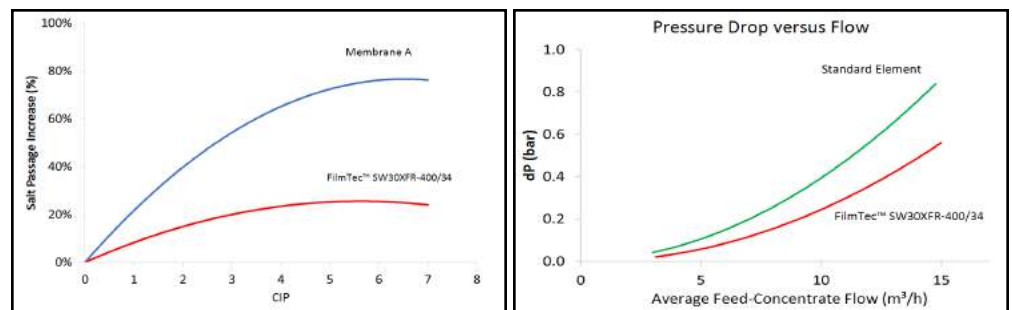 100%
80%
60%
40%
20%
0%
Salt Passage Increase (%)
Membrane A
FilmTec™ SW30XFR-400/34
0 1 2 3 4 5 6 7 8
CIP
Pressure Drop versus Flow
1.0
0.8
0.6
0.4
0.2
0.0
dP (bar)
Standard Element
FilmTec™ SW30XFR-400/34
0 5 10 15
Average Feed-Concentrate Flow (m³/h)